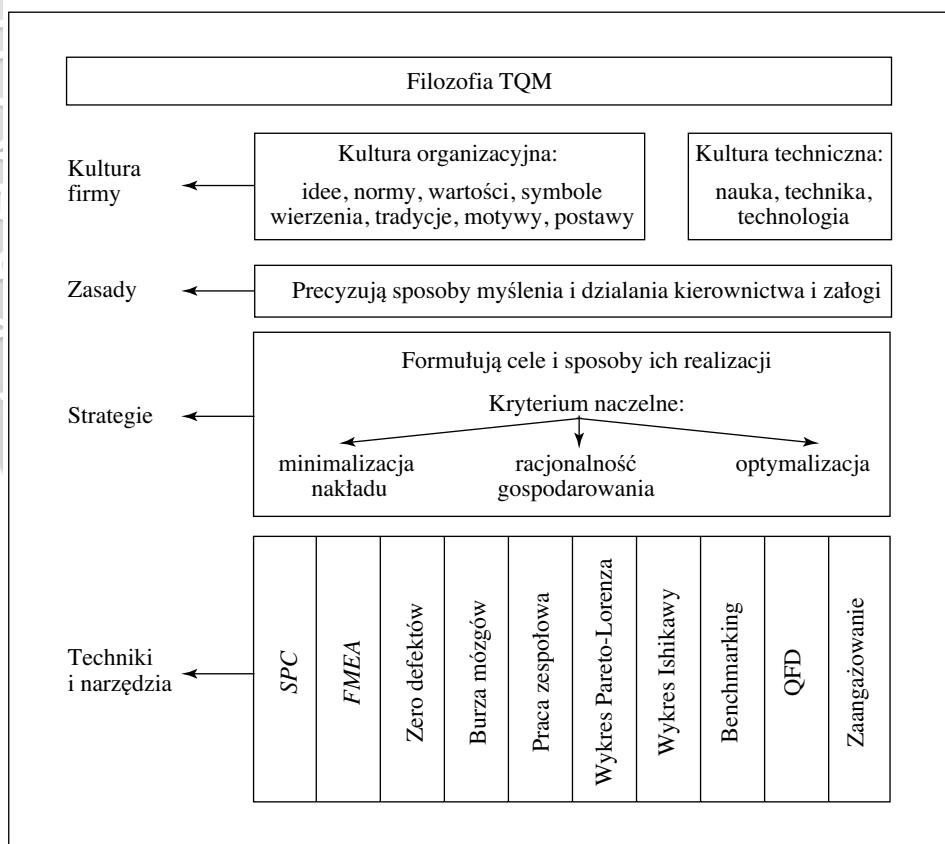 Filozofia TQM
Kultura
firmy
Kultura organizacyjna:
idee, normy, wartości, symbole
wierzenia, tradycje, motywy, postawy
Kultura techniczna:
nauka, technika,
technologia
Zasady
Precyzują sposoby myślenia i dzialania kierownictwa i załogi
Strategie
Formułują cele i sposoby ich realizacji
Kryterium naczelne:
minimalizacja
nakładu
racjonalność
gospodarowania
optymalizacja
Techniki
i narzędzia
SPC
FMEA
Zero defektów
Burza mózgów
Praca zespołowa
Wykres Pareto-Lorenza
Wykres Ishikawy
Benchmarking
QFD
Zaangażowanie